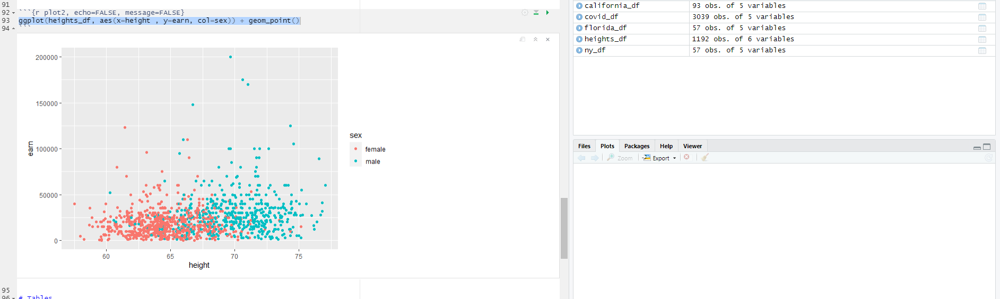 91
92 ```{r plot2, echo=FALSE, message=FALSE}
93 ggplot(heights_df, aes(x=height , y=earn, col=sex)) + geom_point()
94 ```
200000
150000
100000
50000
0
earn
60 65 70 75
height
sex
female
male
95
96 # Tables
california_df 93 obs. of 5 variables
covid_df 3039 obs. of 5 variables
florida_df 57 obs. of 5 variables
heights_df 1192 obs. of 6 variables
ny_df 57 obs. of 5 variables
Files Plots Packages Help Viewer
Zoom Export